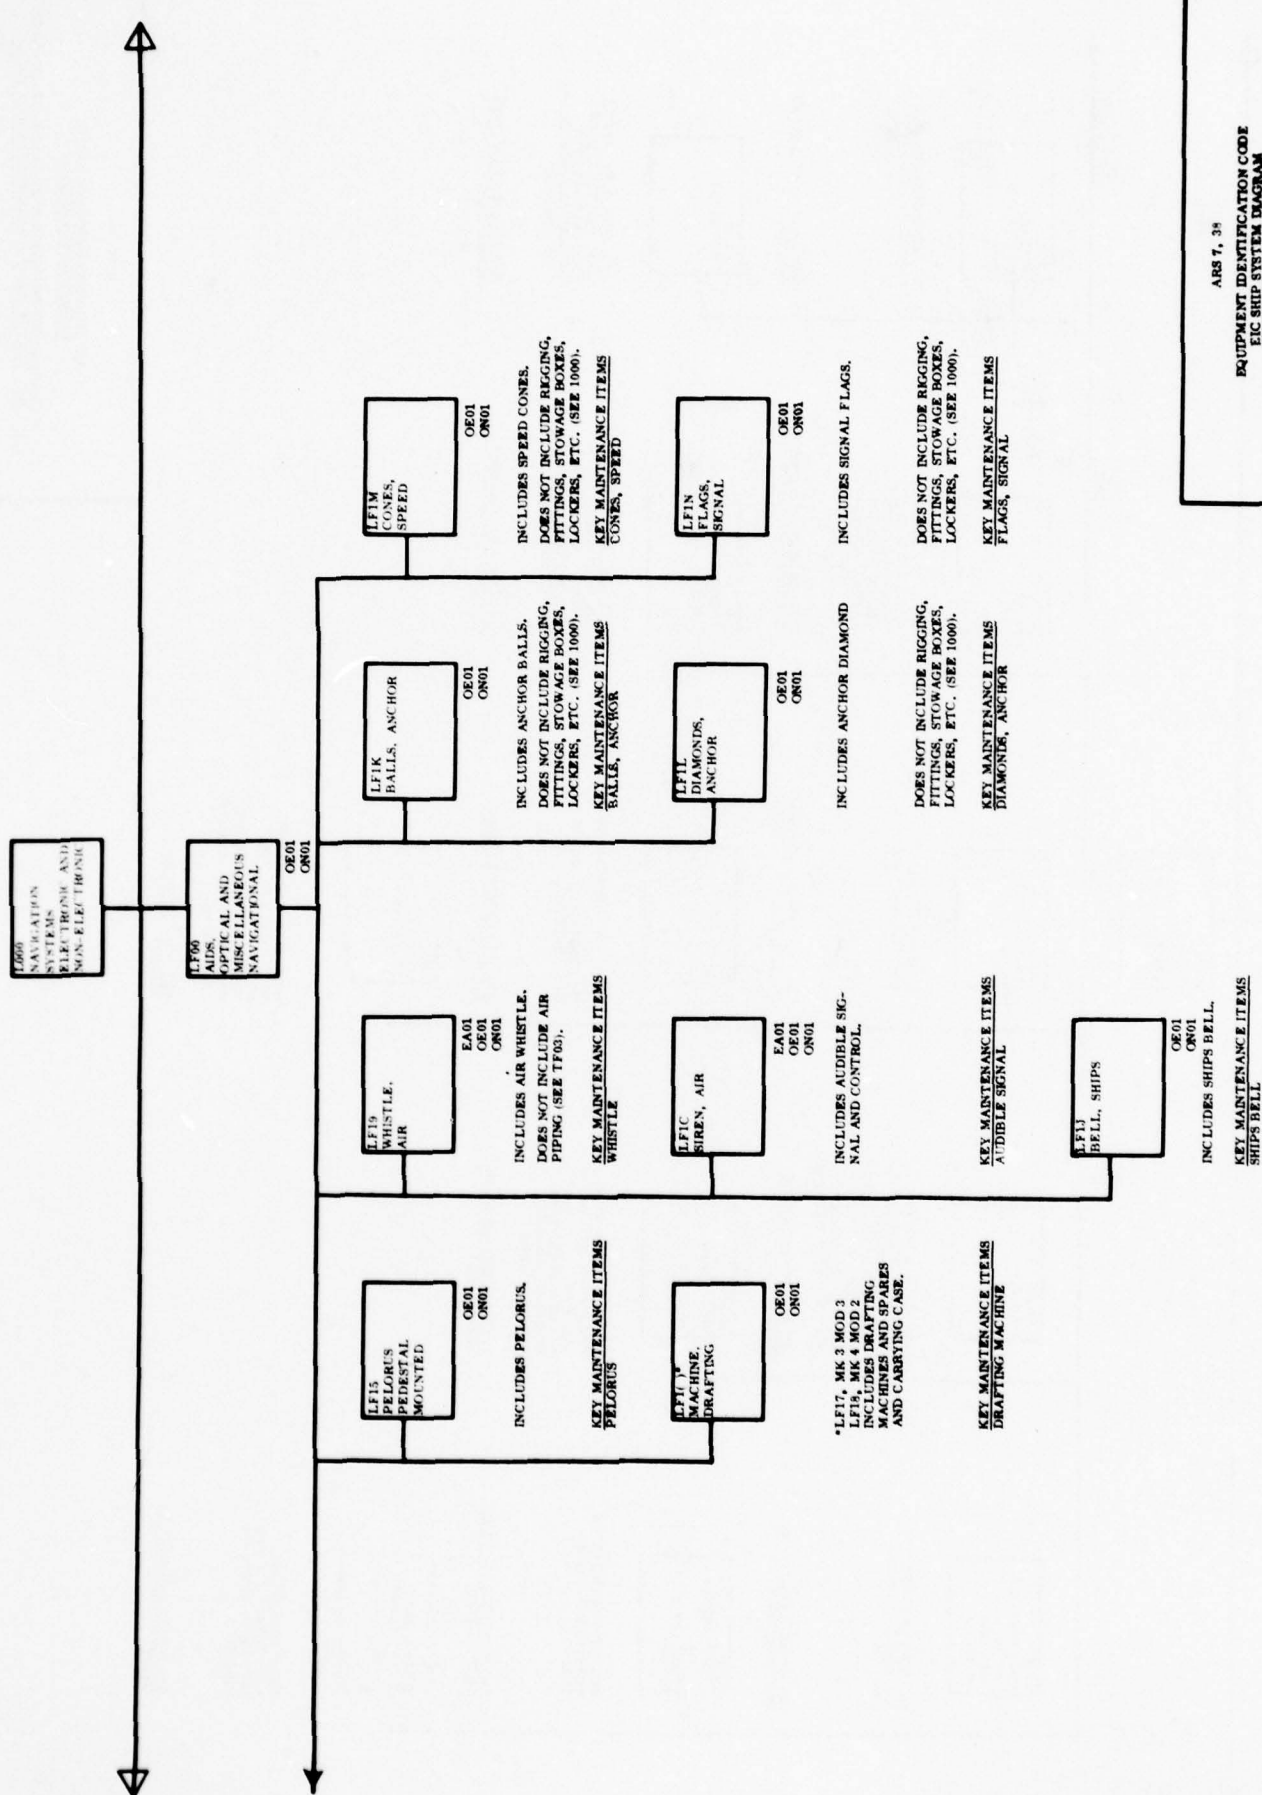 L000
NAVIGATION
SYSTEMS
ELECTRONIC AND
NON-ELECTRONIC
LF00
AIDS,
OPTICAL AND
MISCELLANEOUS
NAVIGATIONAL
OE01
ON01
LF15
PELORUS
PEDESTAL
MOUNTED
OE01
ON01
INCLUDES PELORUS.
KEY MAINTENANCE ITEMS
PELORUS
LF1( )*
MACHINE,
DRAFTING
OE01
ON01
*LF17, MK 3 MOD 3
LF18, MK 4 MOD 2
INCLUDES DRAFTING
MACHINES AND SPARES
AND CARRYING CASE.
KEY MAINTENANCE ITEMS
DRAFTING MACHINE
LF19
WHISTLE,
AIR
EA01
OE01
ON01
INCLUDES AIR WHISTLE.
DOES NOT INCLUDE AIR
PIPING (SEE TF03).
KEY MAINTENANCE ITEMS
WHISTLE
LF1C
SIREN, AIR
EA01
OE01
ON01
INCLUDES AUDIBLE SIG-
NAL AND CONTROL.
KEY MAINTENANCE ITEMS
AUDIBLE SIGNAL
LF1J
BELL, SHIPS
OE01
ON01
INCLUDES SHIPS BELL.
KEY MAINTENANCE ITEMS
SHIPS BELL
LF1K
BALLS, ANCHOR
OE01
ON01
INCLUDES ANCHOR BALLS.
DOES NOT INCLUDE RIGGING,
FITTINGS, STOWAGE BOXES,
LOCKERS, ETC. (SEE 1000).
KEY MAINTENANCE ITEMS
BALLS, ANCHOR
LF1L
DIAMONDS,
ANCHOR
OE01
ON01
INCLUDES ANCHOR DIAMOND
DOES NOT INCLUDE RIGGING,
FITTINGS, STOWAGE BOXES,
LOCKERS, ETC. (SEE 1000).
KEY MAINTENANCE ITEMS
DIAMONDS, ANCHOR
LF1M
CONES,
SPEED
OE01
ON01
INCLUDES SPEED CONES.
DOES NOT INCLUDE RIGGING,
FITTINGS, STOWAGE BOXES,
LOCKERS, ETC. (SEE 1000).
KEY MAINTENANCE ITEMS
CONES, SPEED
LF1N
FLAGS,
SIGNAL
OE01
ON01
INCLUDES SIGNAL FLAGS.
DOES NOT INCLUDE RIGGING,
FITTINGS, STOWAGE BOXES,
LOCKERS, ETC. (SEE 1000).
KEY MAINTENANCE ITEMS
FLAGS, SIGNAL
ARS 7, 38
EQUIPMENT IDENTIFICATION CODE
EIC SHIP SYSTEM DIAGRAM